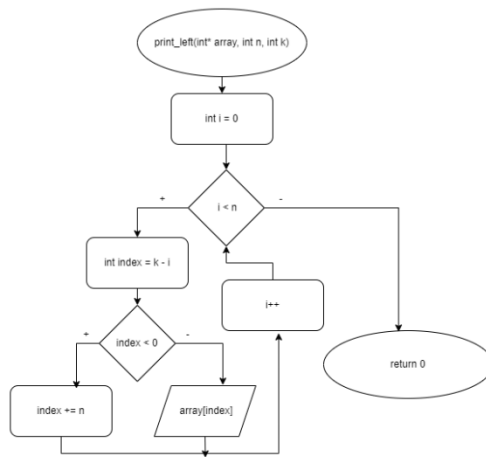 print_left(int* array, int n, int k)
int i = 0
i < n
+
-
int index = k - i
i++
index < 0
+
-
return 0
index += n
array[index]